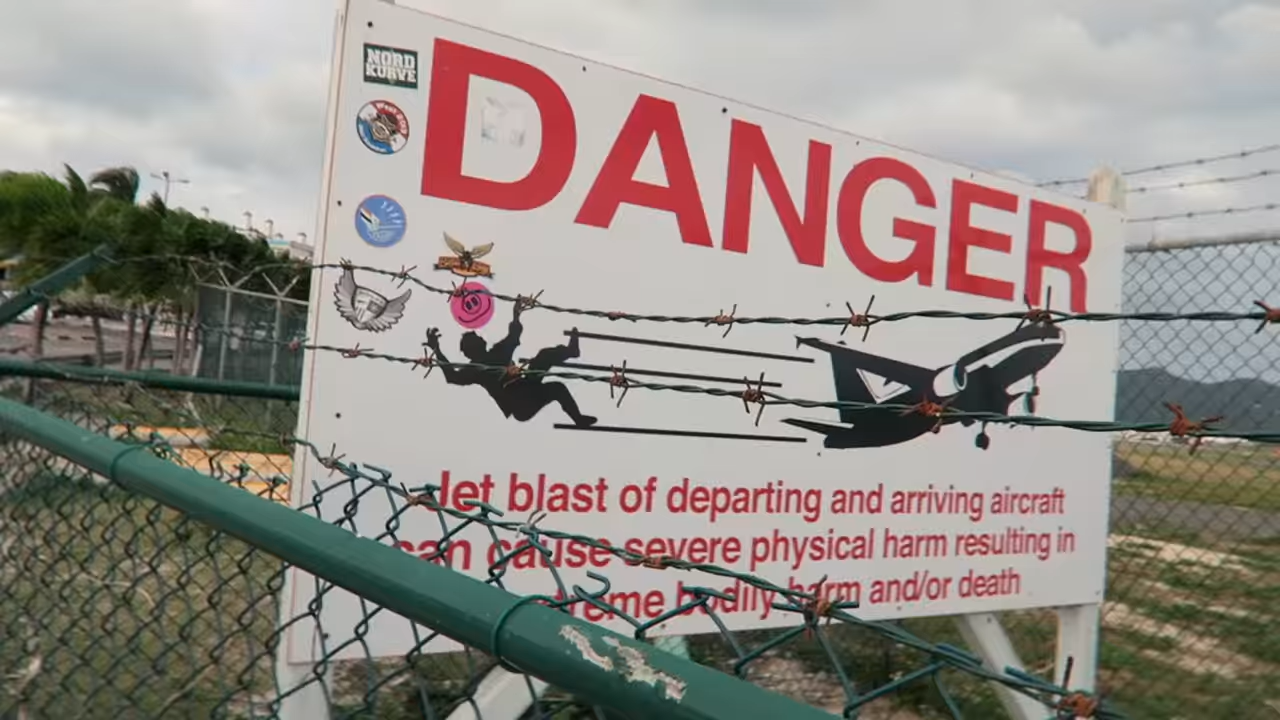 NORD
KURVE
DANGER
Jet blast of departing and arriving aircraft
can cause severe physical harm resulting in
extreme bodily harm and/or death